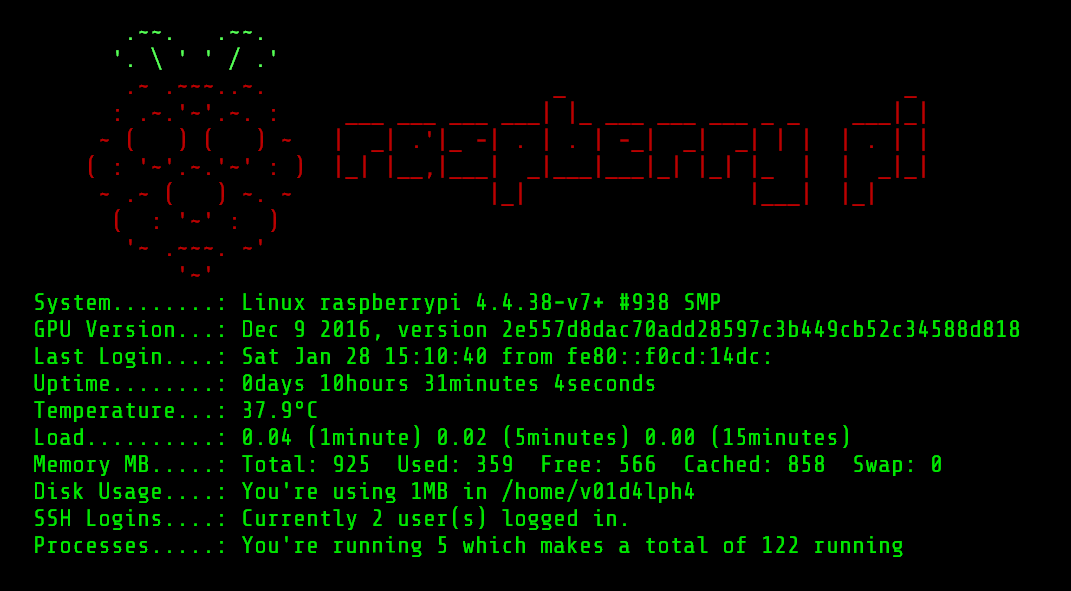 raspberry pi
System........: Linux raspberrypi 4.4.38-v7+ #938 SMP
GPU Version...: Dec 9 2016, version 2e557d8dac70add28597c3b449cb52c34588d818
Last Login....: Sat Jan 28 15:10:40 from fe80::f0cd:14dc:
Uptime........: 0days 10hours 31minutes 4seconds
Temperature...: 37.9°C
Load..........: 0.04 (1minute) 0.02 (5minutes) 0.00 (15minutes)
Memory MB.....: Total: 925  Used: 359  Free: 566  Cached: 858  Swap: 0
Disk Usage....: You're using 1MB in /home/v01d4lph4
SSH Logins....: Currently 2 user(s) logged in.
Processes.....: You're running 5 which makes a total of 122 running